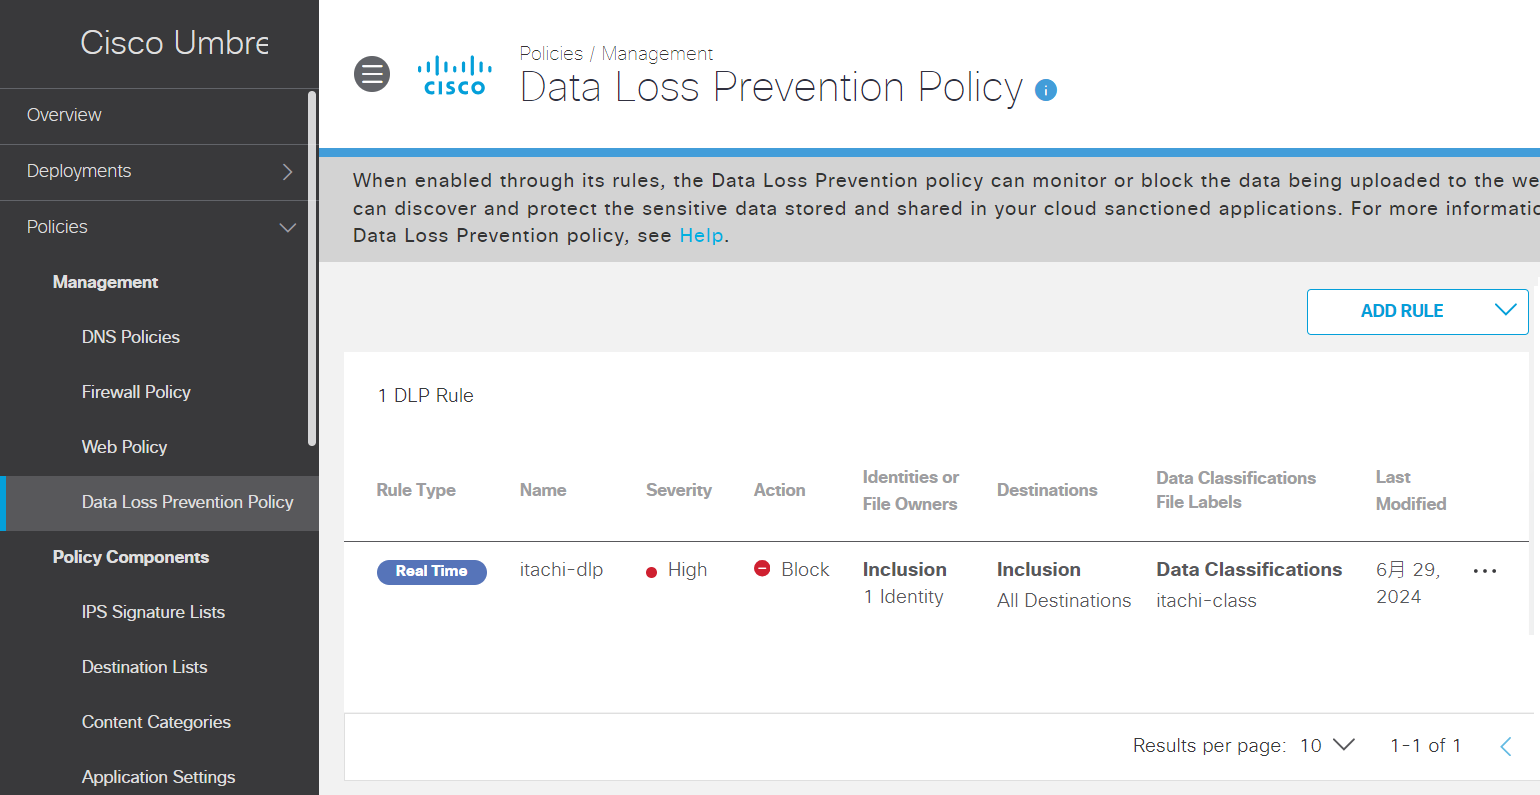 Cisco Umbre
Overview
Deployments
Policies
Management
DNS Policies
Firewall Policy
Web Policy
Data Loss Prevention Policy
Policy Components
IPS Signature Lists
Destination Lists
Content Categories
Application Settings
CISCO
Policies / Management
Data Loss Prevention Policy
When enabled through its rules, the Data Loss Prevention policy can monitor or block the data being uploaded to the we
can discover and protect the sensitive data stored and shared in your cloud sanctioned applications. For more informatio
Data Loss Prevention policy, see Help.
ADD RULE
1 DLP Rule
Rule Type
Name
Severity
Action
Identities or
File Owners
Destinations
Data Classifications
File Labels
Last
Modified
Real Time
itachi-dlp
High
Block
Inclusion
1 Identity
Inclusion
All Destinations
Data Classifications
itachi-class
6月 29,
2024
Results per page: 10
1-1 of 1